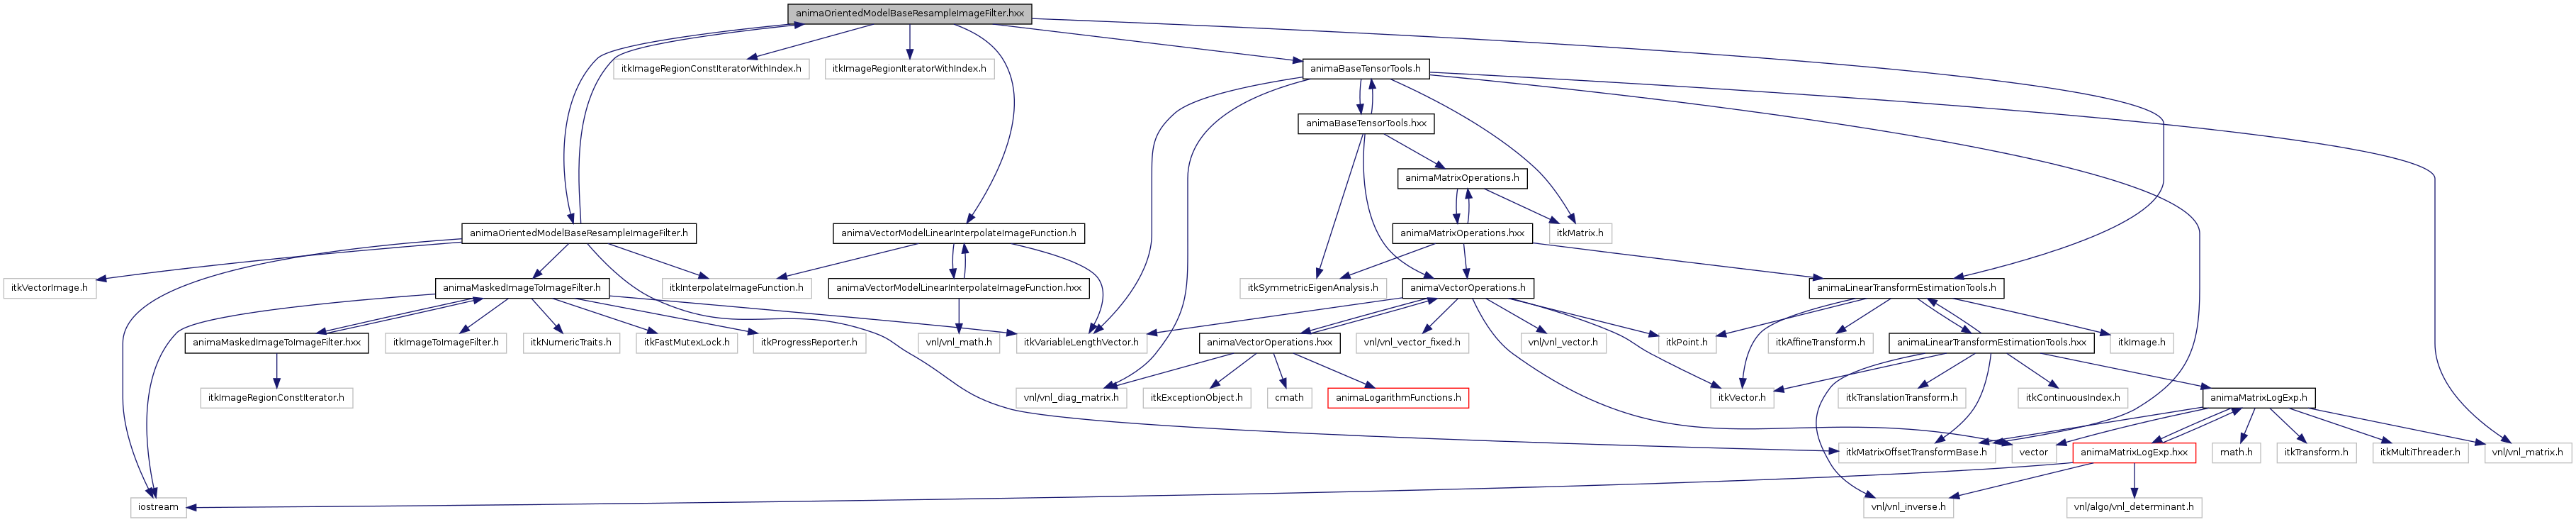 animaOrientedModelBaseResampleImageFilter.hxx
itkImageRegionConstIteratorWithIndex.h
itkImageRegionIteratorWithIndex.h
animaBaseTensorTools.h
animaBaseTensorTools.hxx
animaMatrixOperations.h
animaOrientedModelBaseResampleImageFilter.h
animaVectorModelLinearInterpolateImageFunction.h
animaMatrixOperations.hxx
itkMatrix.h
itkVectorImage.h
animaMaskedImageToImageFilter.h
itkInterpolateImageFunction.h
animaVectorModelLinearInterpolateImageFunction.hxx
itkSymmetricEigenAnalysis.h
animaVectorOperations.h
animaLinearTransformEstimationTools.h
animaMaskedImageToImageFilter.hxx
itkImageToImageFilter.h
itkNumericTraits.h
itkFastMutexLock.h
itkProgressReporter.h
vnl/vnl_math.h
itkVariableLengthVector.h
animaVectorOperations.hxx
vnl/vnl_vector_fixed.h
vnl/vnl_vector.h
itkPoint.h
itkAffineTransform.h
animaLinearTransformEstimationTools.hxx
itkImage.h
itkImageRegionConstIterator.h
vnl/vnl_diag_matrix.h
itkExceptionObject.h
cmath
animaLogarithmFunctions.h
itkVector.h
itkTranslationTransform.h
itkContinuousIndex.h
animaMatrixLogExp.h
itkMatrixOffsetTransformBase.h
vector
animaMatrixLogExp.hxx
math.h
itkTransform.h
itkMultiThreader.h
vnl/vnl_matrix.h
iostream
vnl/vnl_inverse.h
vnl/algo/vnl_determinant.h